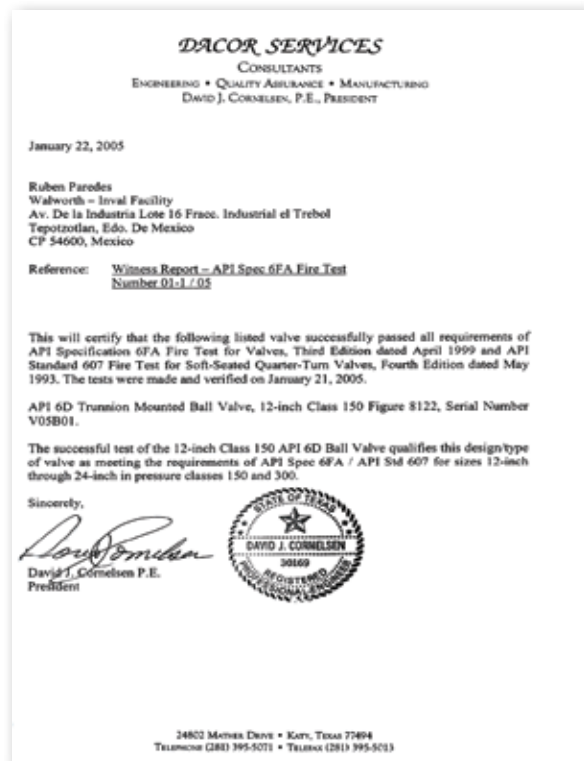 DACOR SERVICES
CONSULTANTS
ENGINEERING • QUALITY ASSURANCE • MANUFACTURING
DAVID J. CORNELSEN, P.E., PRESIDENT
January 22, 2005
Ruben Paredes
Walworth – Inval Facility
Av. De la Industria Lote 16 Fracc. Industrial el Trebol
Tepotzotlan, Edo. De Mexico
CP 54600, Mexico
Reference: Witness Report – API Spec 6FA Fire Test
Number 01-1 / 05
This will certify that the following listed valve successfully passed all requirements of
API Specification 6FA Fire Test for Valves, Third Edition dated April 1999 and API
Standard 607 Fire Test for Soft-Seated Quarter-Turn Valves, Fourth Edition dated May
1993. The tests were made and verified on January 21, 2005.
API 6D Trunnion Mounted Ball Valve, 12-inch Class 150 Figure 8122, Serial Number
V05B01.
The successful test of the 12-inch Class 150 API 6D Ball Valve qualifies this design/type
of valve as meeting the requirements of API Spec 6FA / API Std 607 for sizes 12-inch
through 24-inch in pressure classes 150 and 300.
Sincerely,
David J. Cornelsen P.E.
President
STATE OF TEXAS
DAVID J. CORNELSEN
30169
REGISTERED
PROFESSIONAL ENGINEER
24802 MATHER DRIVE • KATY, TEXAS 77494
TELEPHONE (281) 395-5071 • TELEFAX (281) 395-5013